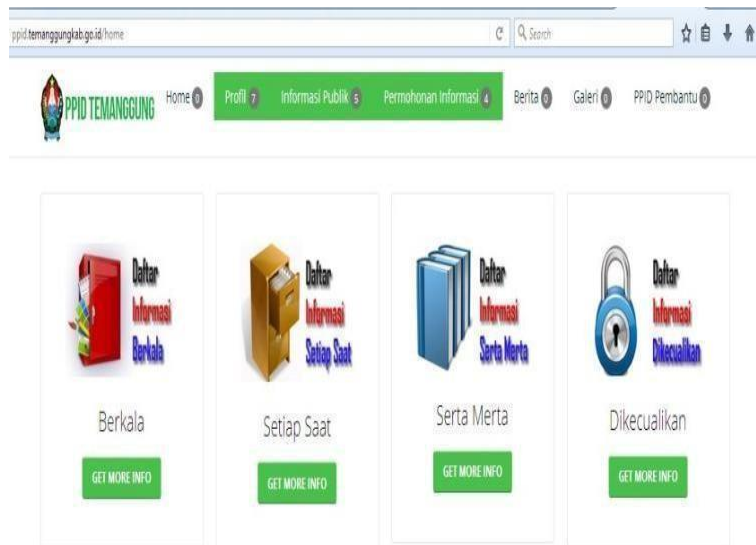 ppid.temanggungkab.go.id/home
Search
PPID TEMANGGUNG
Home 0
Profil 7
Informasi Publik 5
Permohonan Informasi 4
Berita 0
Galeri 0
PPID Pembantu 0
Daftar
Informasi
Berkala
Berkala
GET MORE INFO
Daftar
Informasi
Setiap Saat
Setiap Saat
GET MORE INFO
Daftar
Informasi
Serta Merta
Serta Merta
GET MORE INFO
Daftar
Informasi
Dikecualikan
Dikecualikan
GET MORE INFO